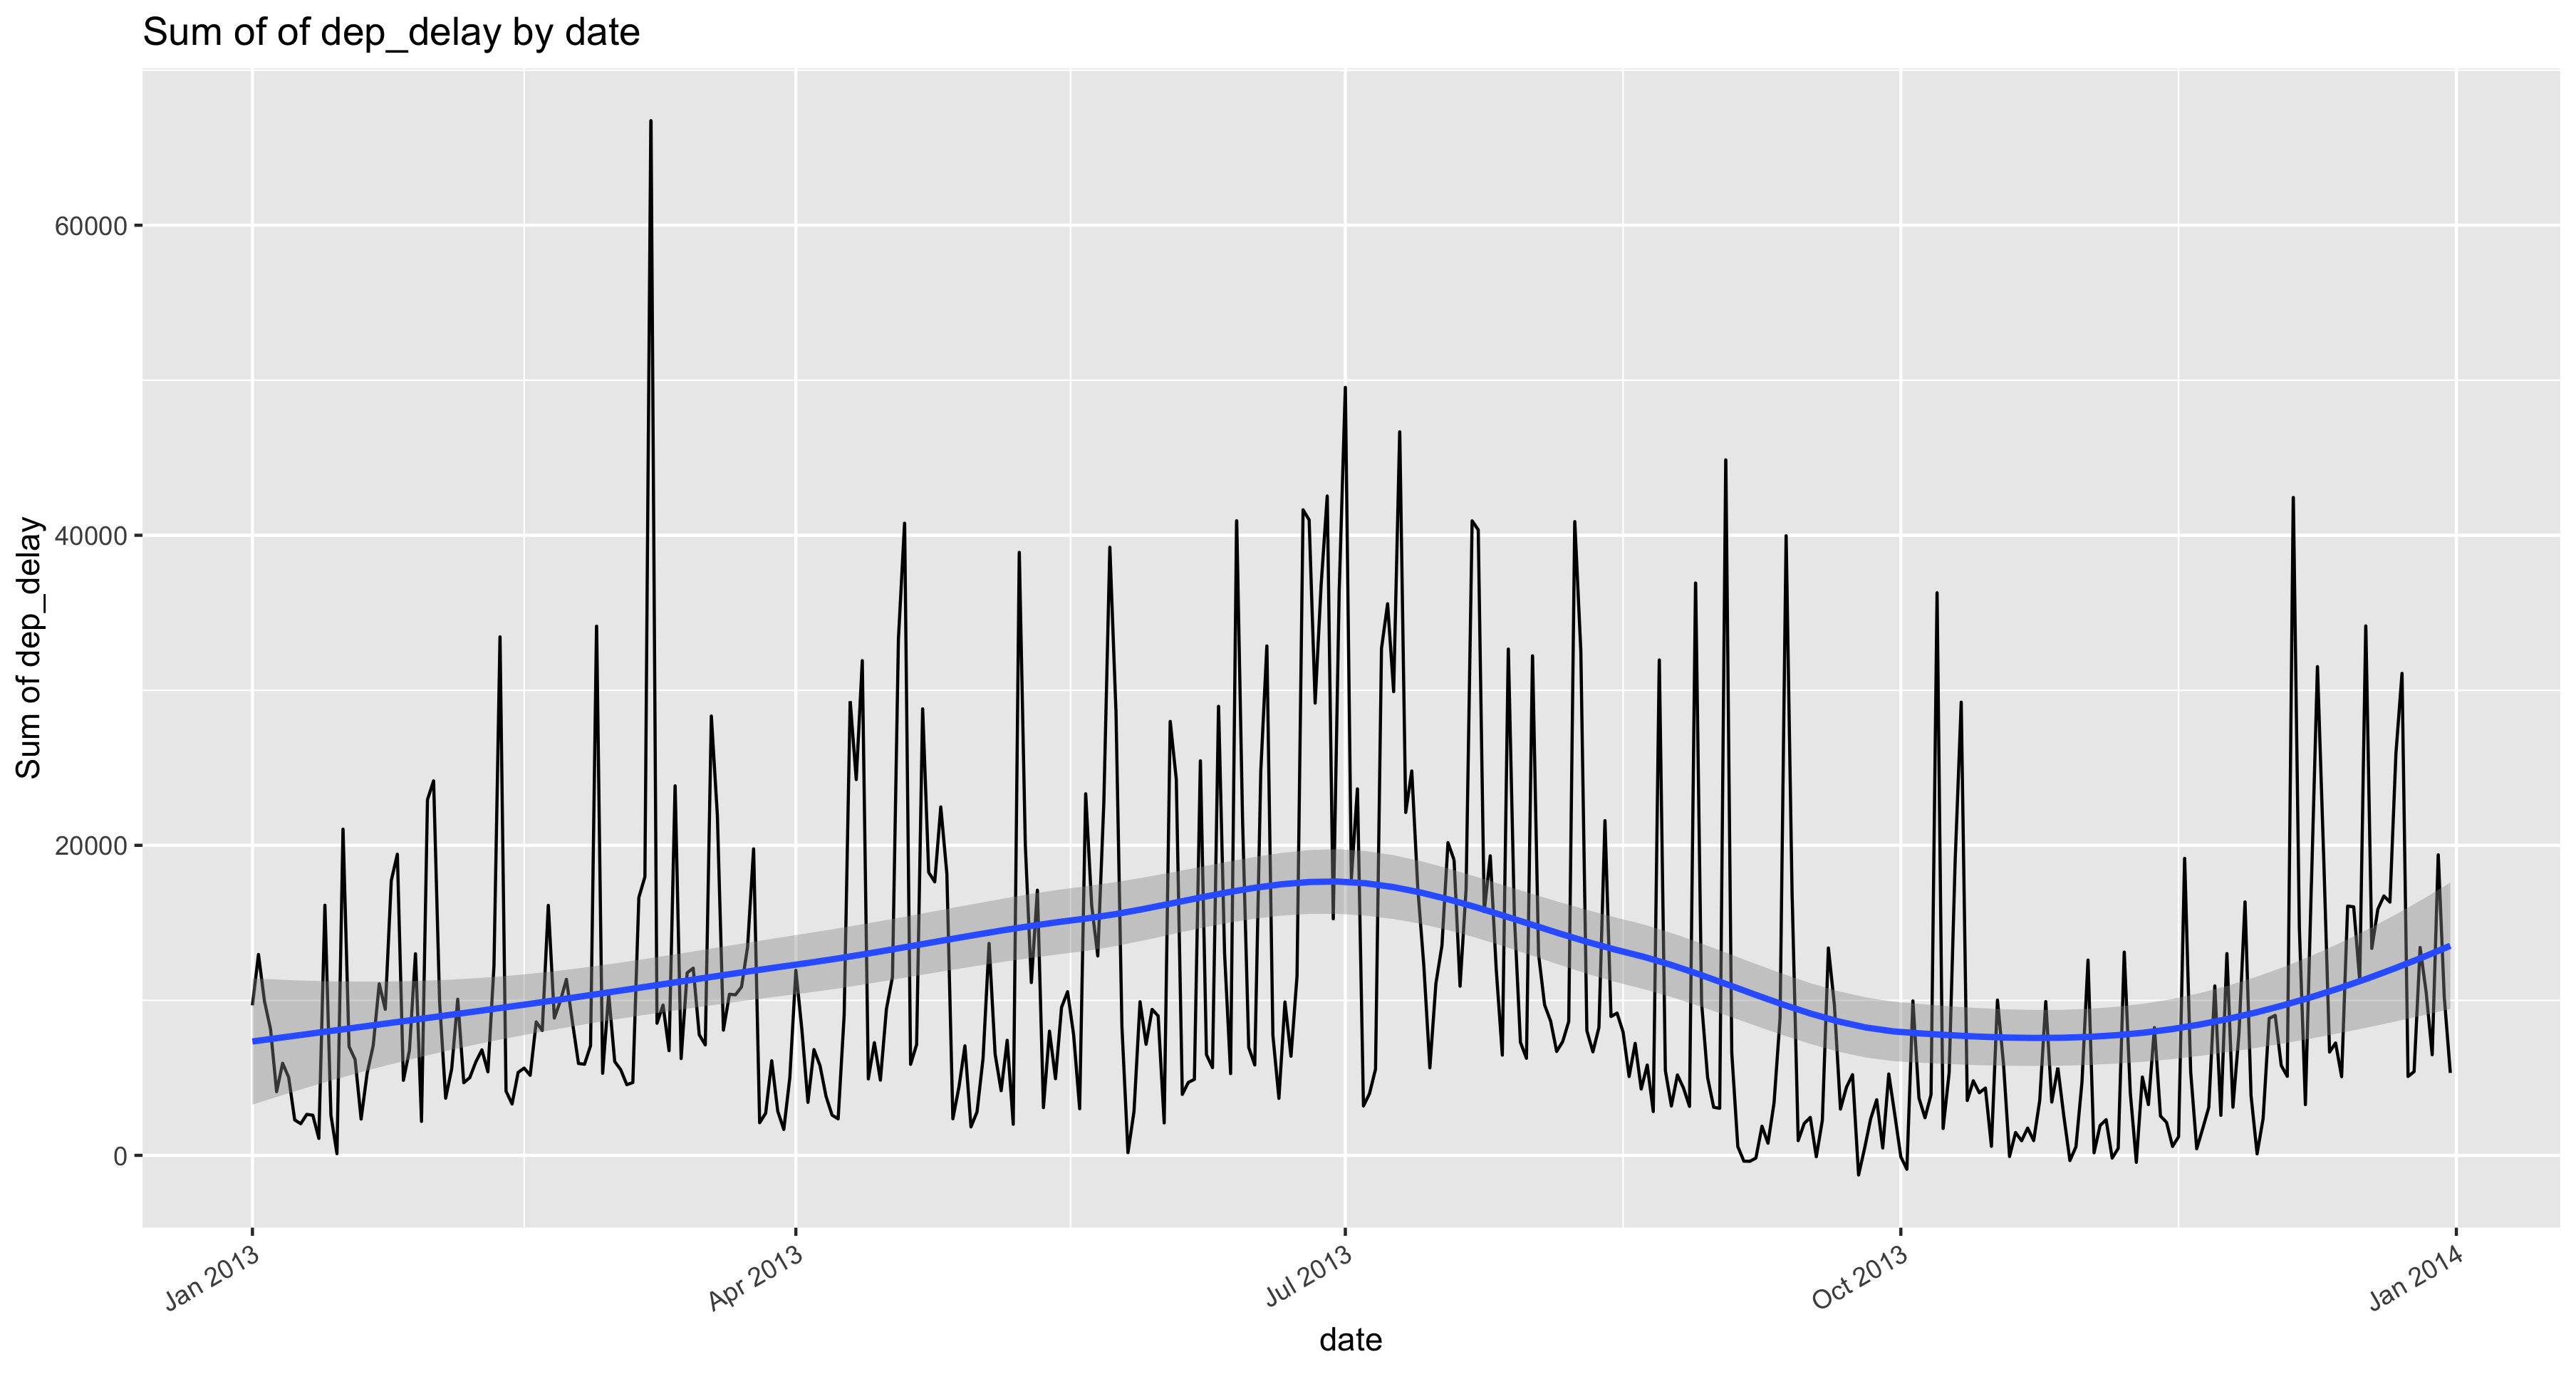 Sum of of dep_delay by date
Sum of dep_delay
60000
40000
20000
0
Jan 2013
Apr 2013
Jul 2013
Oct 2013
Jan 2014
date